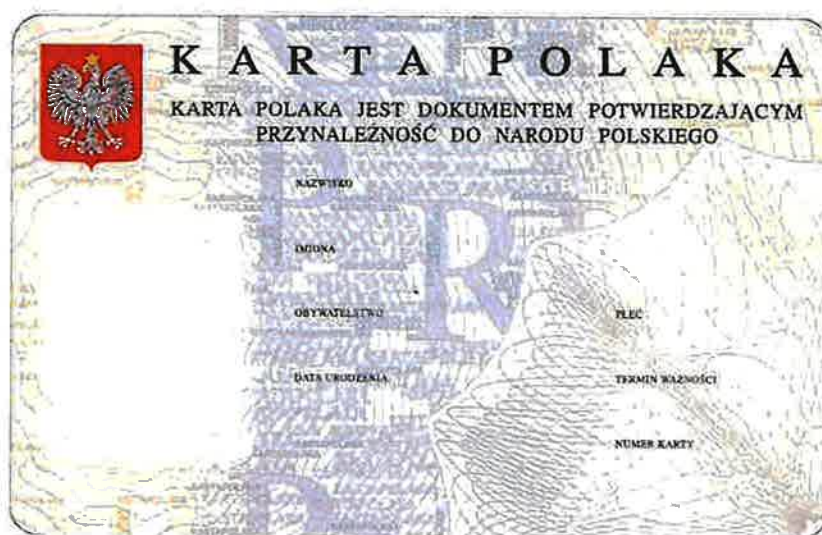 KARTA POLAKA
KARTA POLAKA JEST DOKUMENTEM POTWIERDZAJĄCYM
PRZYNALEŻNOŚĆ DO NARODU POLSKIEGO
NAZWISKO
IMIONA
OBYWATELSTWO
PŁEĆ
DATA URODZENIA
TERMIN WAŻNOŚCI
NUMER KARTY